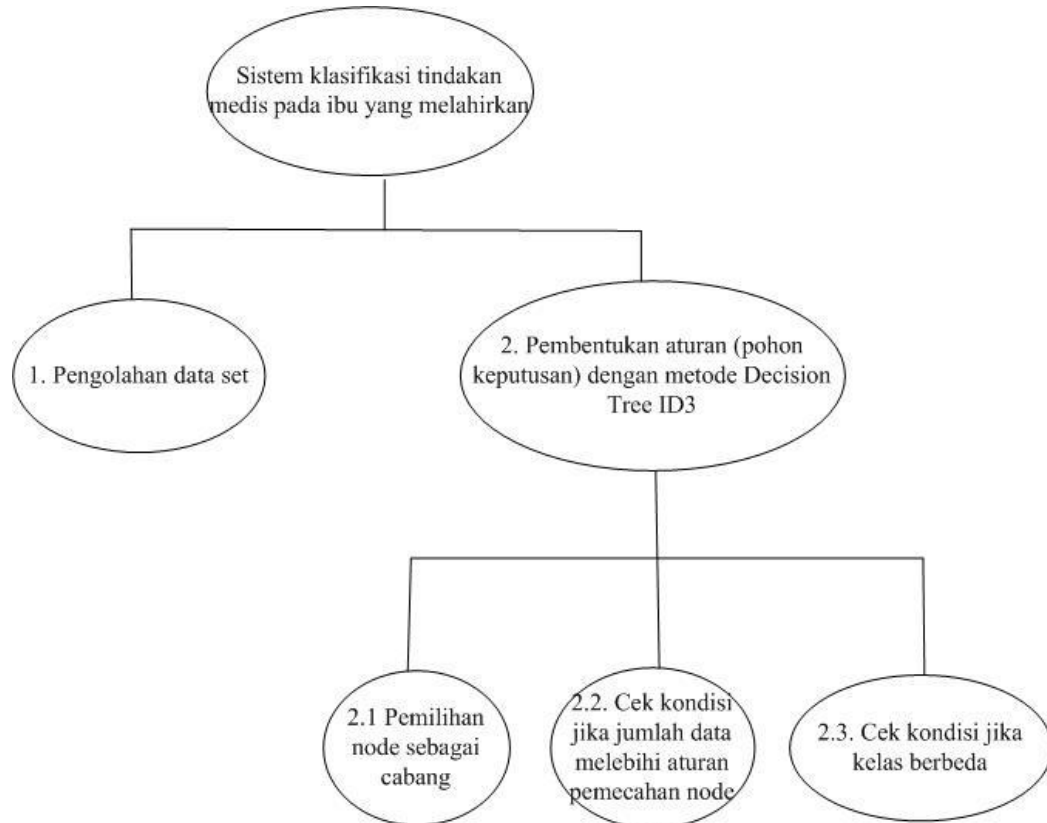 Sistem klasifikasi tindakan
medis pada ibu yang melahirkan
1. Pengolahan data set
2. Pembentukan aturan (pohon
keputusan) dengan metode Decision
Tree ID3
2.1 Pemilihan
node sebagai
cabang
2.2. Cek kondisi
jika jumlah data
melebihi aturan
pemecahan node
2.3. Cek kondisi jika
kelas berbeda